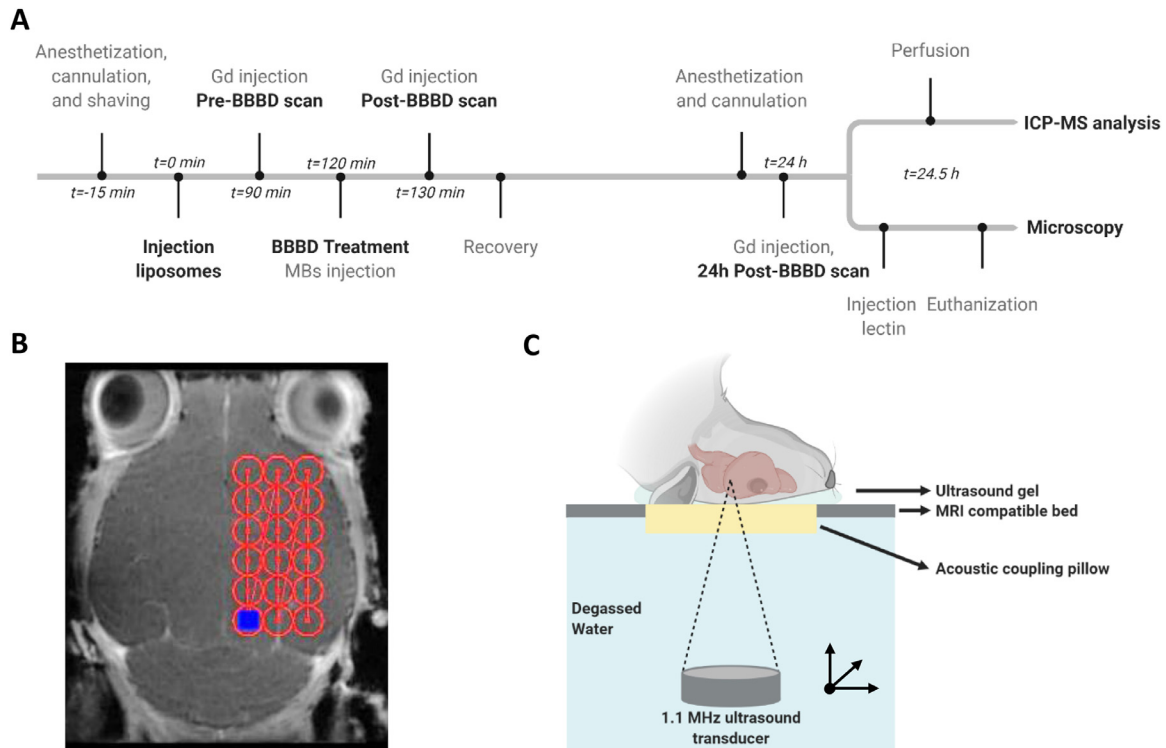 A
Anesthetization,
cannulation,
and shaving
Gd injection
Pre-BBBD scan
Gd injection
Post-BBBD scan
Anesthetization
and cannulation
Perfusion
ICP-MS analysis
t=0 min
t=120 min
t=24 h
t=-15 min
t=90 min
t=130 min
t=24.5 h
Injection
liposomes
BBBD Treatment
MBs injection
Recovery
Gd injection,
24h Post-BBBD scan
Microscopy
Injection
lectin
Euthanization
B
C
Ultrasound gel
MRI compatible bed
Acoustic coupling pillow
Degassed
Water
1.1 MHz ultrasound
transducer